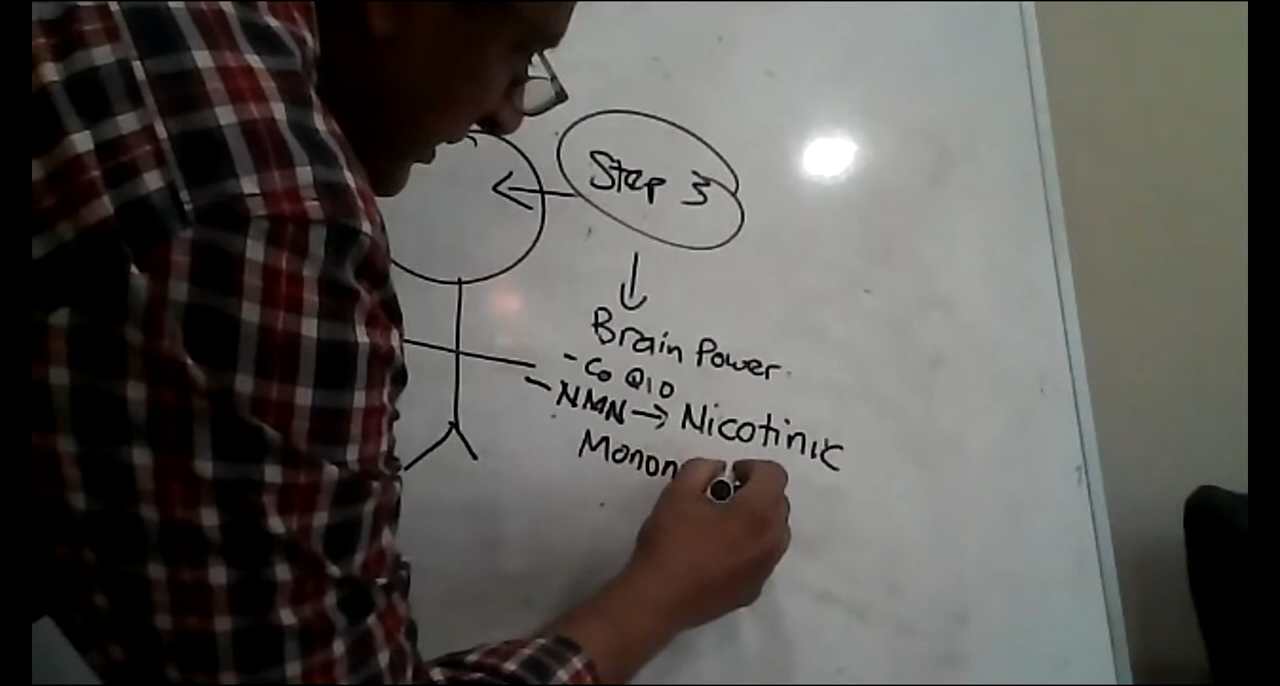 Step 3
Brain Power
- Co Q10
- NMN → Nicotinic
Monon